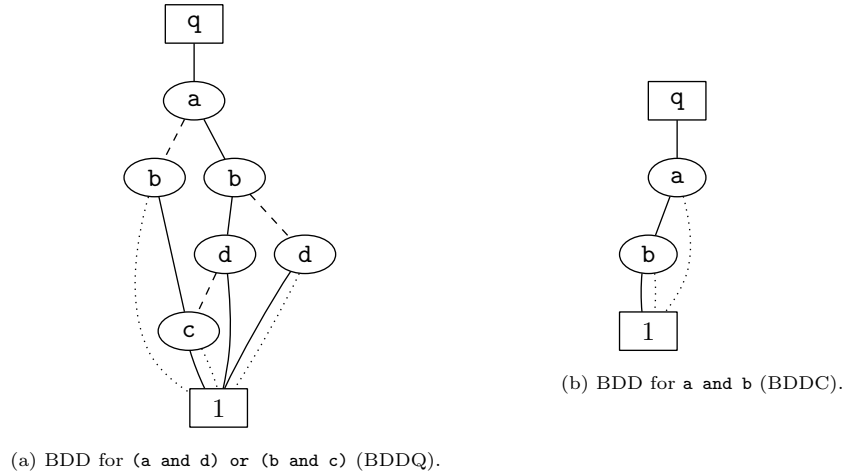 q
a
b b
d d
c
1
(a) BDD for (a and d) or (b and c) (BDDQ).
q
a
b
1
(b) BDD for a and b (BDDC).